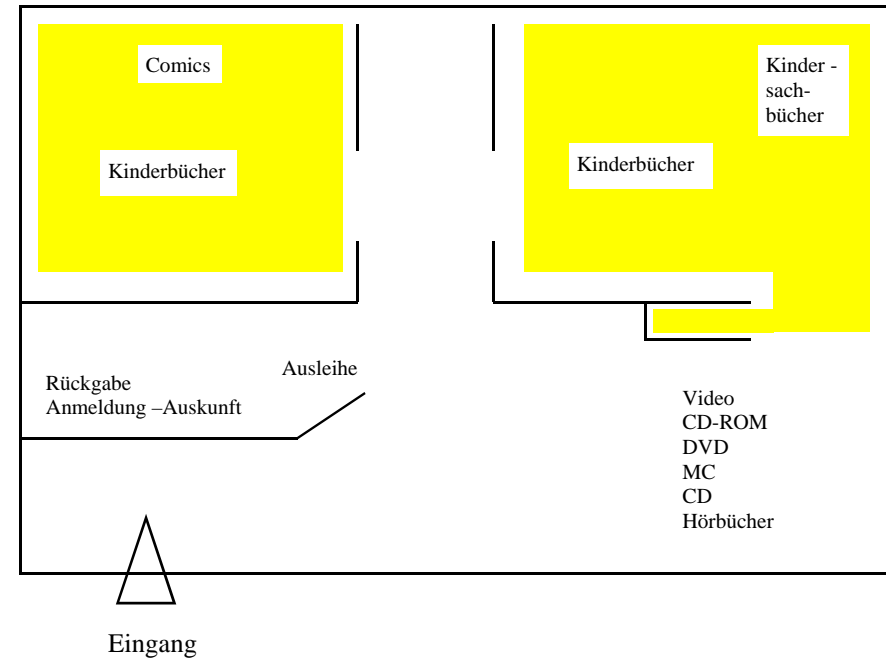 Comics
Kinderbücher
Kinder -
sach-
bücher
Kinderbücher
Ausleihe
Rückgabe
Anmeldung –Auskunft
Video
CD-ROM
DVD
MC
CD
Hörbücher
Eingang